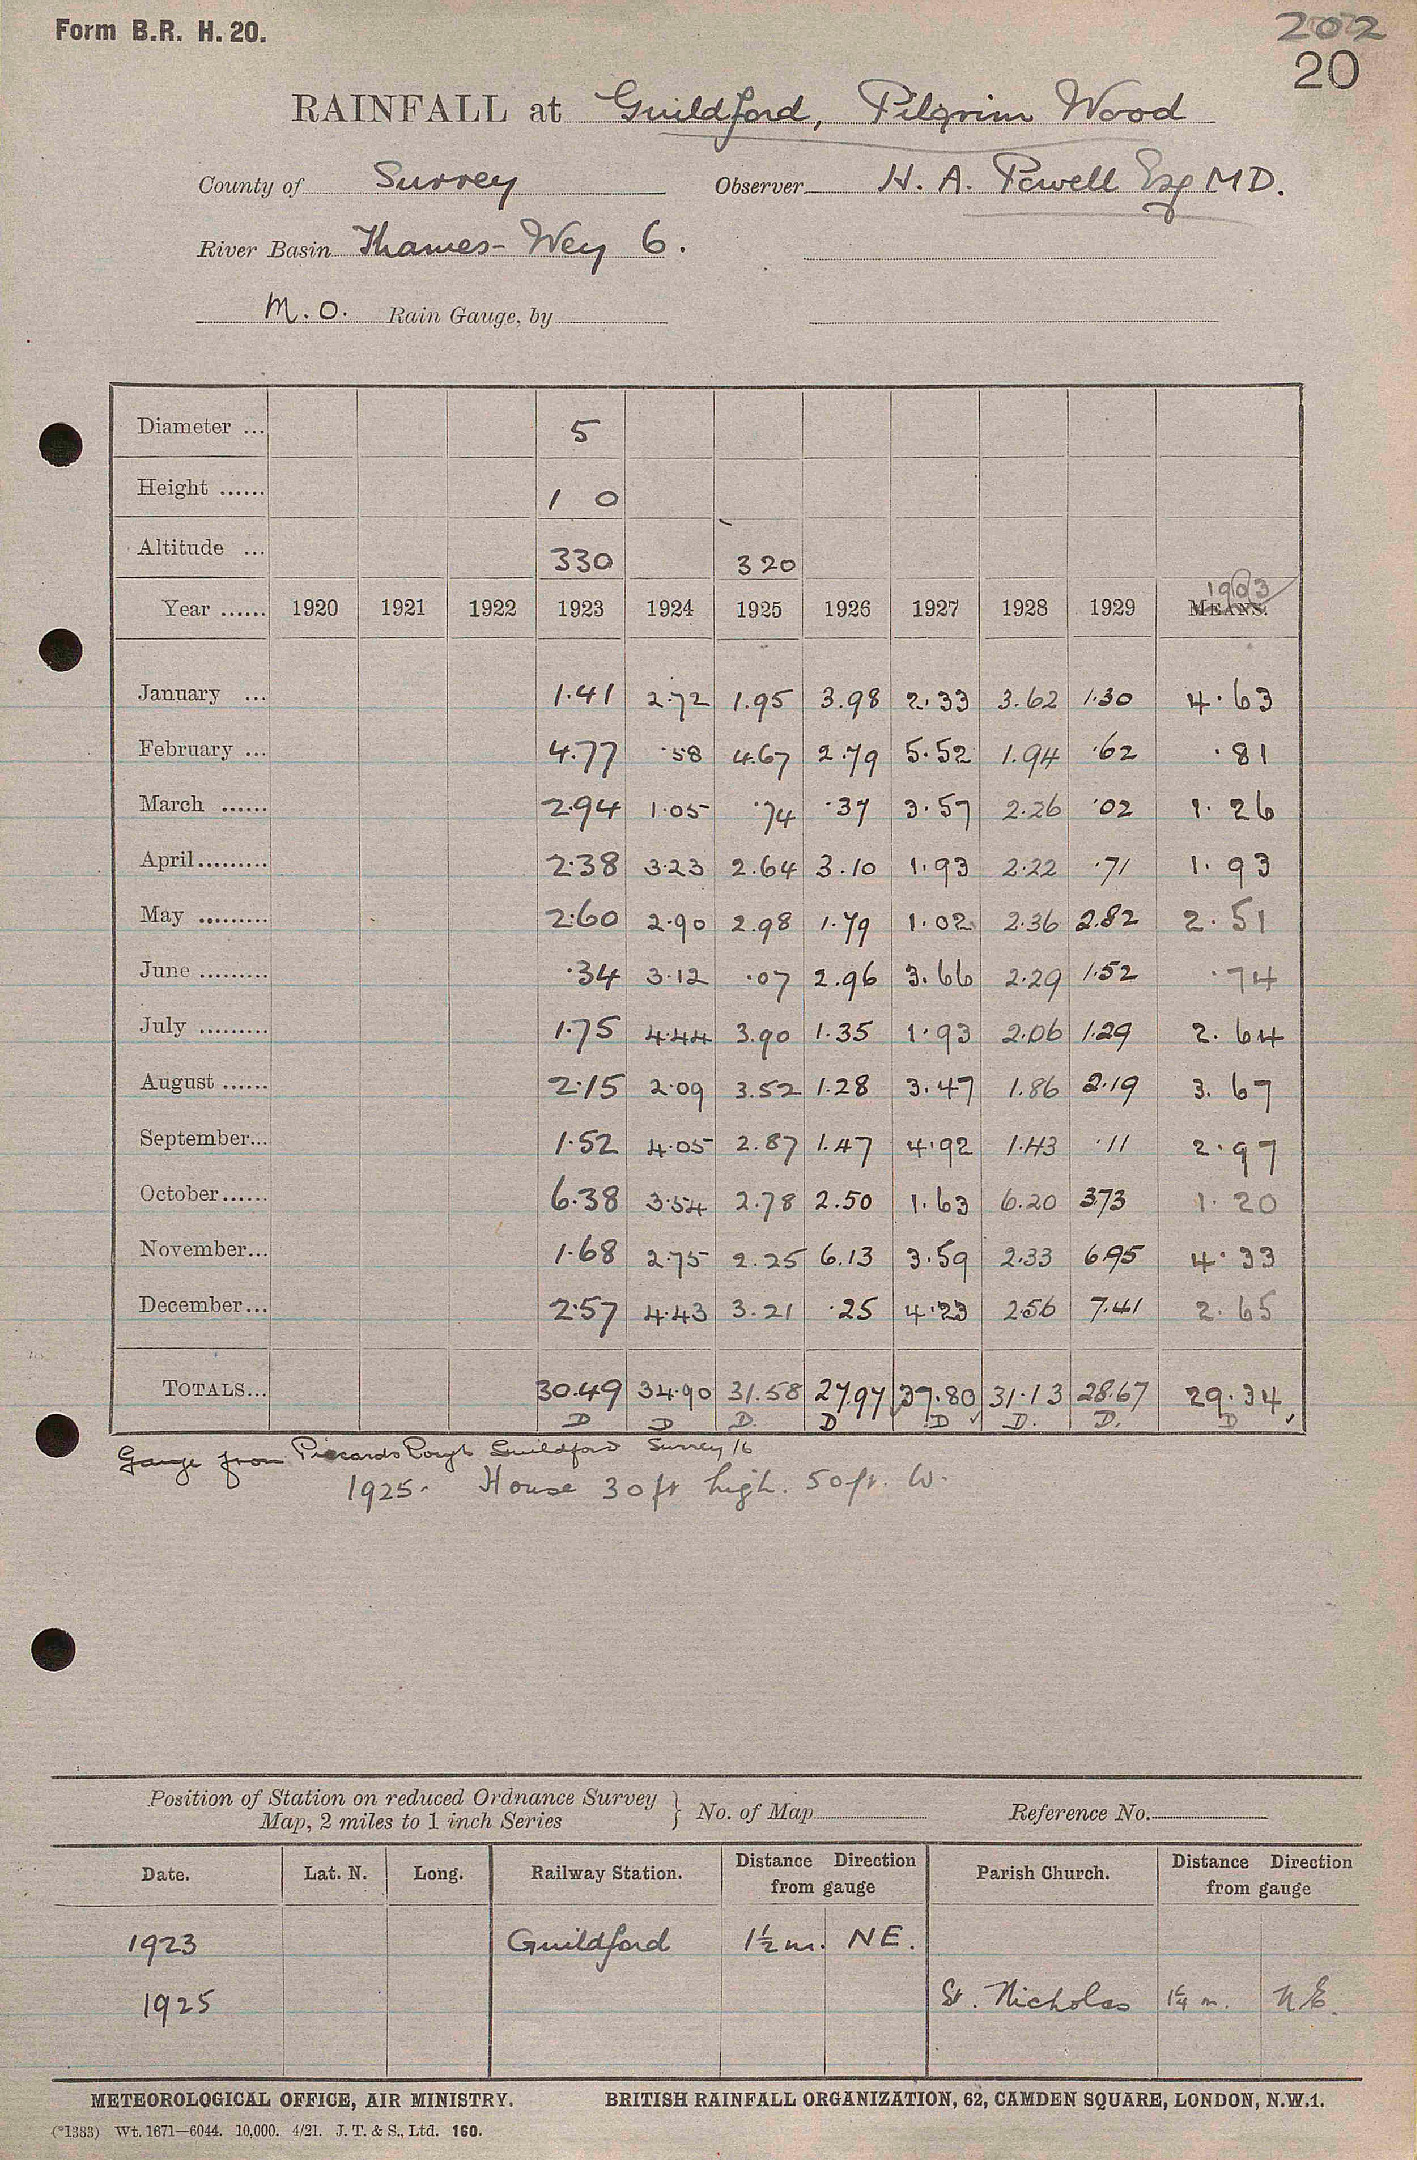 Form B.R. H. 20.
202
20
RAINFALL at Guildford, Pilgrim Wood
County of Surrey Observer H. A. Powell Esq MD.
River Basin Thames - Wey 6.
M.O. Rain Gauge, by
Diameter ... 5
Height ...... 1 0
Altitude ... 330 320
1903
Year ...... 1920 1921 1922 1923 1924 1925 1926 1927 1928 1929 MEANS.
January ... 1.41 2.72 1.95 3.98 2.33 3.62 1.30 4.63
February ... 4.77 .58 4.67 2.79 5.52 1.94 .62 .81
March ...... 2.94 1.05 .74 .37 3.57 2.26 .02 1.26
April......... 2.38 3.23 2.64 3.10 1.93 2.22 .71 1.93
May ......... 2.60 2.90 2.98 1.79 1.02 2.36 2.82 2.51
June ......... .34 3.12 .07 2.96 3.66 2.29 1.52 .74
July ......... 1.75 4.44 3.90 1.35 1.93 2.06 1.29 2.64
August ...... 2.15 2.09 3.52 1.28 3.47 1.86 2.19 3.67
September... 1.52 4.05 2.87 1.47 4.92 1.43 .11 2.97
October...... 6.38 3.54 2.78 2.50 1.63 6.20 3.73 1.20
November... 1.68 2.75 2.25 6.13 3.59 2.33 6.95 4.33
December... 2.57 4.43 3.21 .25 4.23 2.56 7.41 2.65
TOTALS... 30.49 34.90 31.58 27.97 37.80 31.13 28.67 29.34
D D D. D D ✓ D. D. D ✓
Gauge from Piccards Guildford Surrey 16
1925. House 30 ft high. 50 ft. W.
Position of Station on reduced Ordnance Survey Map, 2 miles to 1 inch Series } No. of Map Reference No.
Date. Lat. N. Long. Railway Station. Distance Direction from gauge Parish Church. Distance Direction from gauge
1923 Guildford 1½ m. NE.
1925 St. Nicholas 1¼ m. N.E.
METEOROLOGICAL OFFICE, AIR MINISTRY. BRITISH RAINFALL ORGANIZATION, 62, CAMDEN SQUARE, LONDON, N.W.1.
(*1383) Wt. 1671—6044. 10,000. 4/21. J. T. & S., Ltd. 160.